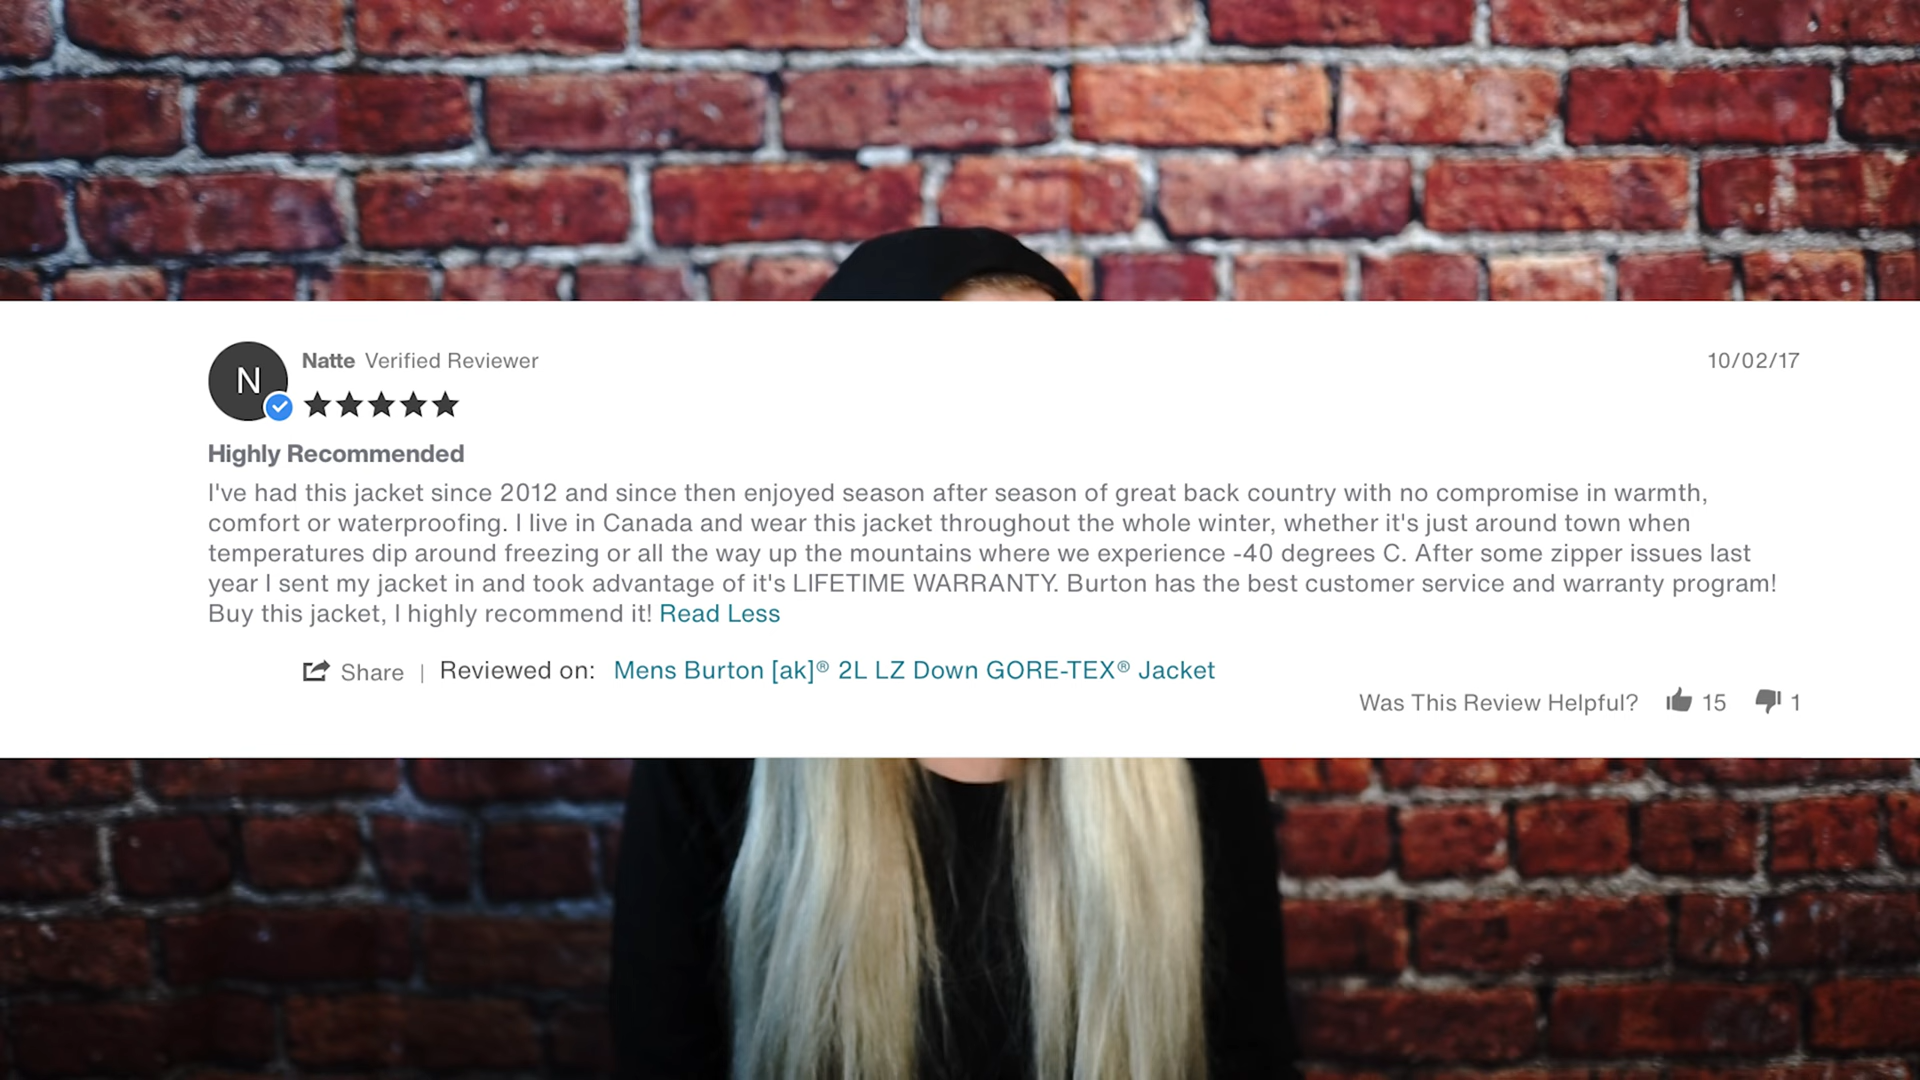 N
Natte Verified Reviewer
10/02/17
★★★★★
Highly Recommended
I've had this jacket since 2012 and since then enjoyed season after season of great back country with no compromise in warmth,
comfort or waterproofing. I live in Canada and wear this jacket throughout the whole winter, whether it's just around town when
temperatures dip around freezing or all the way up the mountains where we experience -40 degrees C. After some zipper issues last
year I sent my jacket in and took advantage of it's LIFETIME WARRANTY. Burton has the best customer service and warranty program!
Buy this jacket, I highly recommend it! Read Less
Share | Reviewed on: Mens Burton [ak]® 2L LZ Down GORE-TEX® Jacket
Was This Review Helpful? 15 1